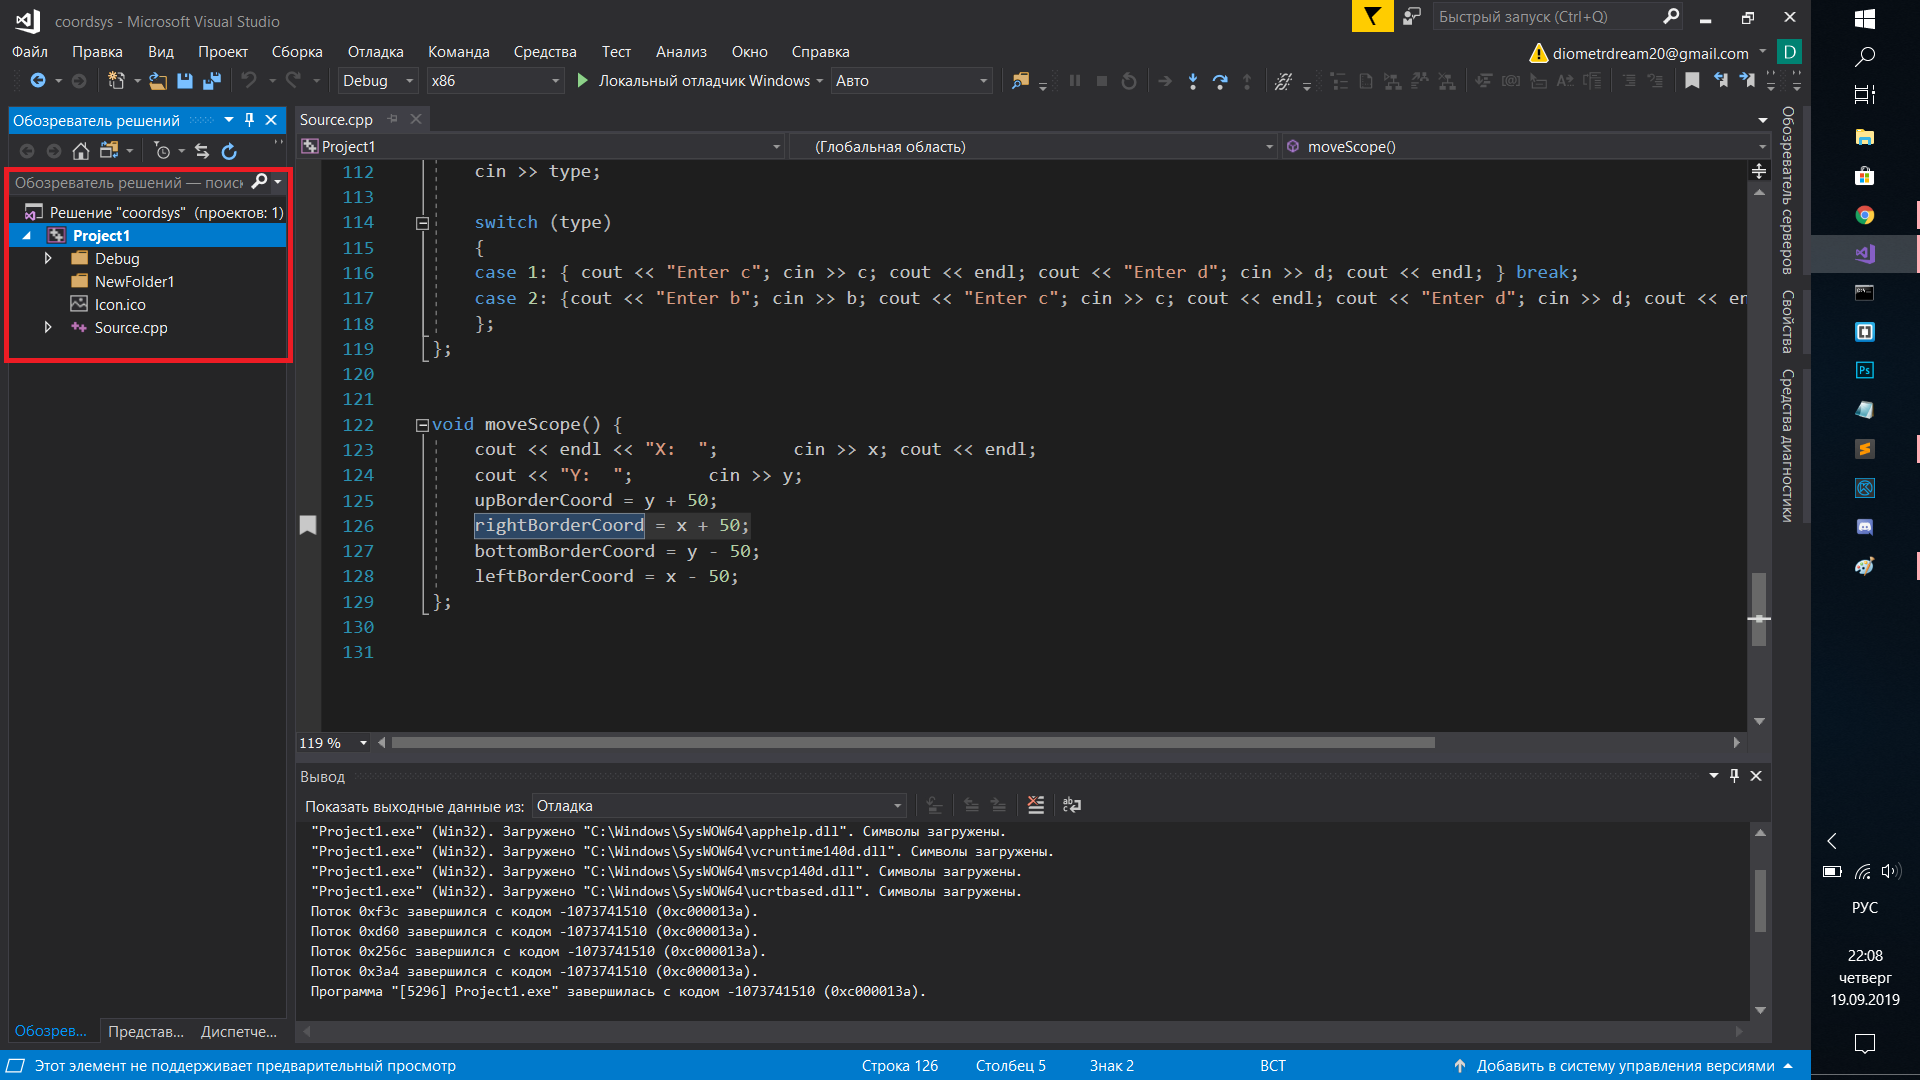 coordsys - Microsoft Visual Studio
Быстрый запуск (Ctrl+Q)
Файл Правка Вид Проект Сборка Отладка Команда Средства Тест Анализ Окно Справка
diometrdream20@gmail.com D
Debug x86 Локальный отладчик Windows Авто
Обозреватель решений
Обозреватель решений — поиск
Решение "coordsys" (проектов: 1)
Project1
Debug
NewFolder1
Icon.ico
Source.cpp
Обозрев... Представ... Диспетче...
Source.cpp
Project1 (Глобальная область) moveScope()
112 cin >> type;
113
114 switch (type)
115 {
116 case 1: { cout << "Enter c"; cin >> c; cout << endl; cout << "Enter d"; cin >> d; cout << endl; } break;
117 case 2: {cout << "Enter b"; cin >> b; cout << "Enter c"; cin >> c; cout << endl; cout << "Enter d"; cin >> d; cout << en
118 };
119 };
120
121
122 void moveScope() {
123 cout << endl << "X:  "; cin >> x; cout << endl;
124 cout << "Y:  "; cin >> y;
125 upBorderCoord = y + 50;
126 rightBorderCoord = x + 50;
127 bottomBorderCoord = y - 50;
128 leftBorderCoord = x - 50;
129 };
130
131
119 %
Вывод
Показать выходные данные из: Отладка
"Project1.exe" (Win32). Загружено "C:\Windows\SysWOW64\apphelp.dll". Символы загружены.
"Project1.exe" (Win32). Загружено "C:\Windows\SysWOW64\vcruntime140d.dll". Символы загружены.
"Project1.exe" (Win32). Загружено "C:\Windows\SysWOW64\msvcp140d.dll". Символы загружены.
"Project1.exe" (Win32). Загружено "C:\Windows\SysWOW64\ucrtbased.dll". Символы загружены.
Поток 0xf3c завершился с кодом -1073741510 (0xc000013a).
Поток 0xd60 завершился с кодом -1073741510 (0xc000013a).
Поток 0x256c завершился с кодом -1073741510 (0xc000013a).
Поток 0x3a4 завершился с кодом -1073741510 (0xc000013a).
Программа "[5296] Project1.exe" завершилась с кодом -1073741510 (0xc000013a).
Обозреватель серверов
Свойства
Средства диагностики
Этот элемент не поддерживает предварительный просмотр Строка 126 Столбец 5 Знак 2 ВСТ Добавить в систему управления версиями
Ps
РУС
22:08
четверг
19.09.2019